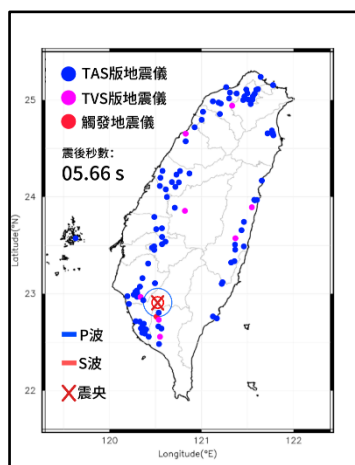 TAS版地震儀
TVS版地震儀
觸發地震儀
震後秒數:
05.66 s
P波
S波
震央
25
24
23
22
Latitude(°N)
120
121
122
Longitude(°E)